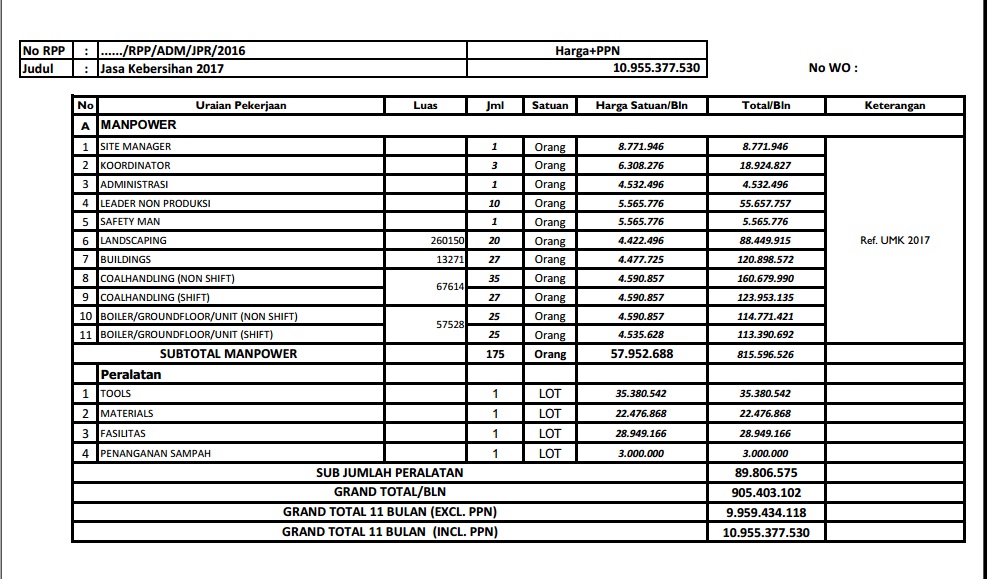 No RPP : ....../RPP/ADM/JPR/2016 Harga+PPN
Judul : Jasa Kebersihan 2017 10.955.377.530 No WO :
No Uraian Pekerjaan Luas Jml Satuan Harga Satuan/Bln Total/Bln Keterangan
A MANPOWER
1 SITE MANAGER 1 Orang 8.771.946 8.771.946
2 KOORDINATOR 3 Orang 6.308.276 18.924.827
3 ADMINISTRASI 1 Orang 4.532.496 4.532.496
4 LEADER NON PRODUKSI 10 Orang 5.565.776 55.657.757
5 SAFETY MAN 1 Orang 5.565.776 5.565.776
6 LANDSCAPING 260150 20 Orang 4.422.496 88.449.915 Ref. UMK 2017
7 BUILDINGS 13271 27 Orang 4.477.725 120.898.572
8 COALHANDLING (NON SHIFT) 67614 35 Orang 4.590.857 160.679.990
9 COALHANDLING (SHIFT) 27 Orang 4.590.857 123.953.135
10 BOILER/GROUNDFLOOR/UNIT (NON SHIFT) 57528 25 Orang 4.590.857 114.771.421
11 BOILER/GROUNDFLOOR/UNIT (SHIFT) 25 Orang 4.535.628 113.390.692
SUBTOTAL MANPOWER 175 Orang 57.952.688 815.596.526
Peralatan
1 TOOLS 1 LOT 35.380.542 35.380.542
2 MATERIALS 1 LOT 22.476.868 22.476.868
3 FASILITAS 1 LOT 28.949.166 28.949.166
4 PENANGANAN SAMPAH 1 LOT 3.000.000 3.000.000
SUB JUMLAH PERALATAN 89.806.575
GRAND TOTAL/BLN 905.403.102
GRAND TOTAL 11 BULAN (EXCL. PPN) 9.959.434.118
GRAND TOTAL 11 BULAN (INCL. PPN) 10.955.377.530